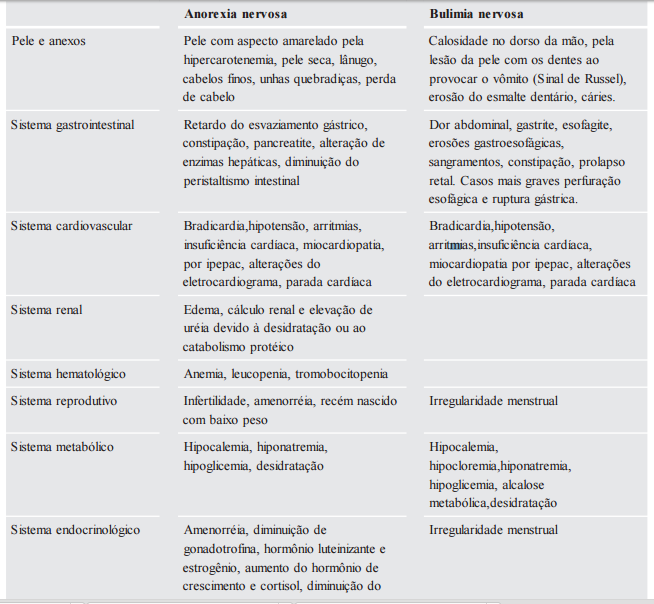 Anorexia nervosa Bulimia nervosa
Pele e anexos Pele com aspecto amarelado pela Calosidade no dorso da mão, pela
hipercarotenemia, pele seca, lânugo, lesão da pele com os dentes ao
cabelos finos, unhas quebradiças, perda provocar o vômito (Sinal de Russel),
de cabelo erosão do esmalte dentário, cáries.
Sistema gastrointestinal Retardo do esvaziamento gástrico, Dor abdominal, gastrite, esofagite,
constipação, pancreatite, alteração de erosões gastroesofágicas,
enzimas hepáticas, diminuição do sangramentos, constipação, prolapso
peristaltismo intestinal retal. Casos mais graves perfuração
esofágica e ruptura gástrica.
Sistema cardiovascular Bradicardia,hipotensão, arritmias, Bradicardia,hipotensão,
insuficiência cardíaca, miocardiopatia, arritmias,insuficiência cardíaca,
por ipepac, alterações do miocardiopatia por ipepac, alterações
eletrocardiograma, parada cardíaca do eletrocardiograma, parada cardíaca
Sistema renal Edema, cálculo renal e elevação de
uréia devido à desidratação ou ao
catabolismo protéico
Sistema hematológico Anemia, leucopenia, tromobocitopenia
Sistema reprodutivo Infertilidade, amenorréia, recém nascido Irregularidade menstrual
com baixo peso
Sistema metabólico Hipocalemia, hiponatremia, Hipocalemia,
hipoglicemia, desidratação hipocloremia,hiponatremia,
hipoglicemia, alcalose
metabólica,desidratação
Sistema endocrinológico Amenorréia, diminuição de Irregularidade menstrual
gonadotrofina, hormônio luteinizante e
estrogênio, aumento do hormônio de
crescimento e cortisol, diminuição do